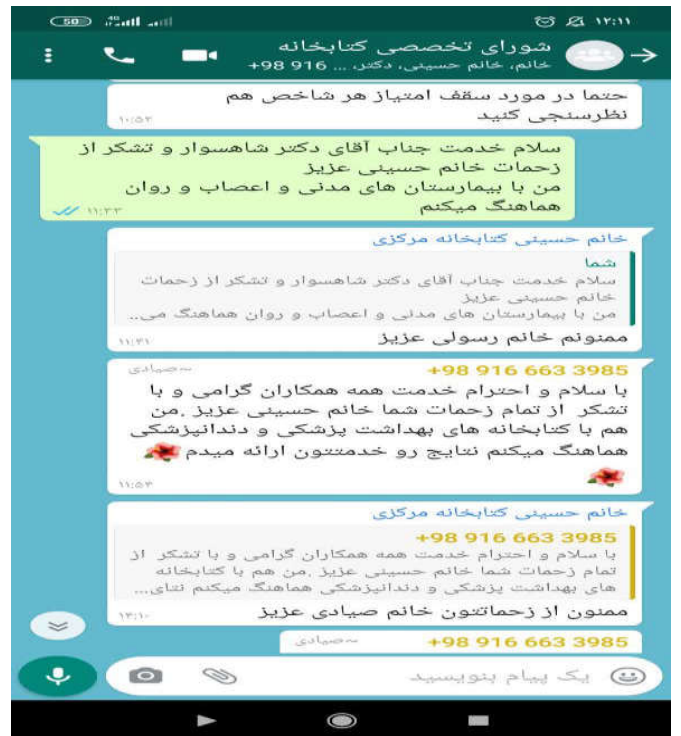 ۱۲:۱۱
50
4G
شورای تخصصی کتابخانه
خانم، خانم حسینی، دکتر، ... 916 98+
حتما در مورد سقف امتیاز هر شاخص هم
نظرسنجی کنید
۱۰:۵۲
سلام خدمت جناب آقای دکتر شاهسوار و تشکر از
زحمات خانم حسینی عزیز
من با بیمارستان های مدنی و اعصاب و روان
هماهنگ میکنم
۱۱:۲۳
خانم حسینی کتابخانه مرکزی
شما
سلام خدمت جناب آقای دکتر شاهسوار و تشکر از زحمات
خانم حسینی عزیز
من با بیمارستان های مدنی و اعصاب و روان هماهنگ می...
ممنونم خانم رسولی عزیز
+98 916 663 3985
~صیادی
با سلام و احترام خدمت همه همکاران گرامی و با
تشکر از تمام زحمات شما خانم حسینی عزیز .من
هم با کتابخانه های بهداشت پزشکی و دندانپزشکی
هماهنگ میکنم نتایج رو خدمتتون ارائه میدم 🌺
🌺
۱۱:۵۳
خانم حسینی کتابخانه مرکزی
+98 916 663 3985
با سلام و احترام خدمت همه همکاران گرامی و با تشکر از
تمام زحمات شما خانم حسینی عزیز .من هم با کتابخانه
های بهداشت پزشکی و دندانپزشکی هماهنگ میکنم نتای...
ممنون از زحماتتون خانم صیادی عزیز
+98 916 663 3985
~صیادی
یک پیام بنویسید